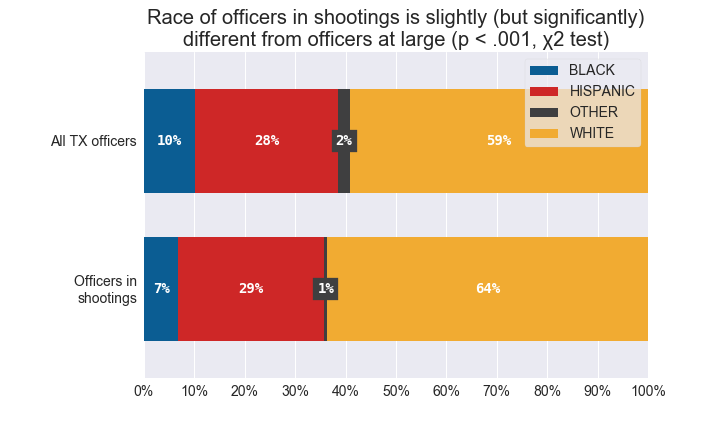 Race of officers in shootings is slightly (but significantly)
different from officers at large (p < .001, χ2 test)
BLACK
HISPANIC
OTHER
WHITE
All TX officers
10%
28%
2%
59%
Officers in
shootings
7%
29%
1%
64%
0%
10%
20%
30%
40%
50%
60%
70%
80%
90%
100%